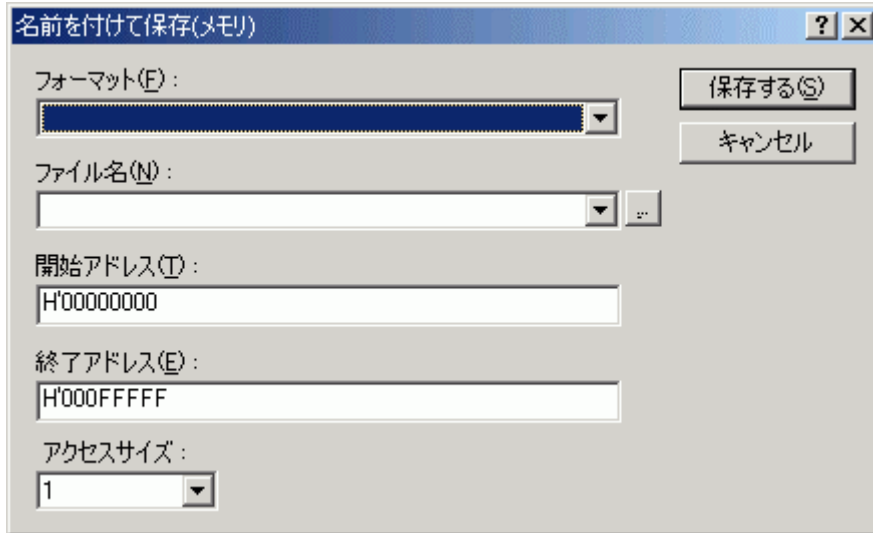 名前を付けて保存(メモリ)
フォーマット(F) :
保存する(S)
キャンセル
ファイル名(N) :
...
開始アドレス(T) :
H'00000000
終了アドレス(E) :
H'000FFFFF
アクセスサイズ :
1